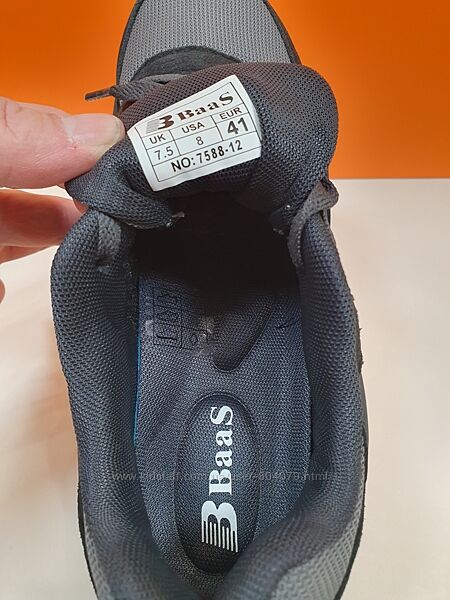 B BaaS
UK USA EUR
7.5 8 41
NO:7588-12
B BaaS